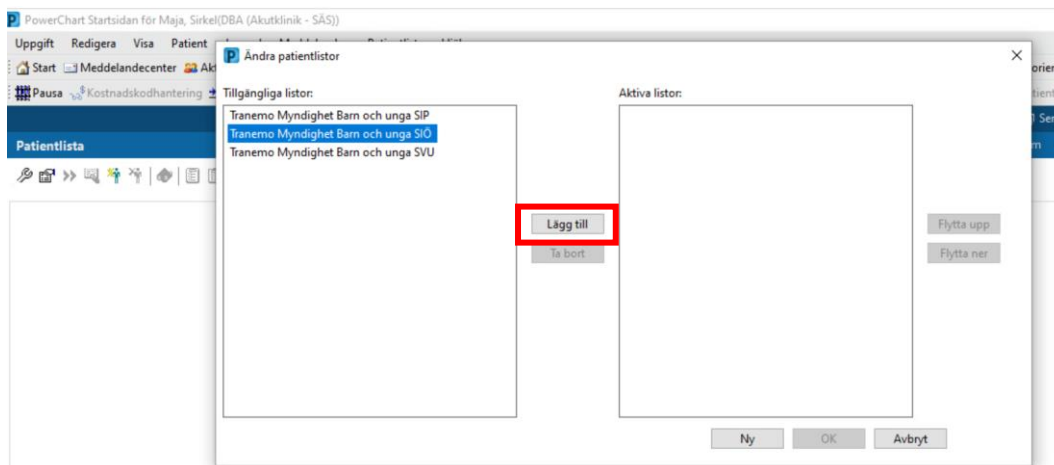 PowerChart Startsidan för Maja, Sirkel(DBA (Akutklinik - SÄS))
Uppgift Redigera Visa Patient
Ändra patientlistor
Start Meddelandecenter
Pausa Kostnadskodhantering
Tillgängliga listor:
Aktiva listor:
Tranemo Myndighet Barn och unga SIP
Tranemo Myndighet Barn och unga SIÖ
Tranemo Myndighet Barn och unga SVU
Patientlista
Lägg till
Flytta upp
Ta bort
Flytta ner
Ny OK Avbryt